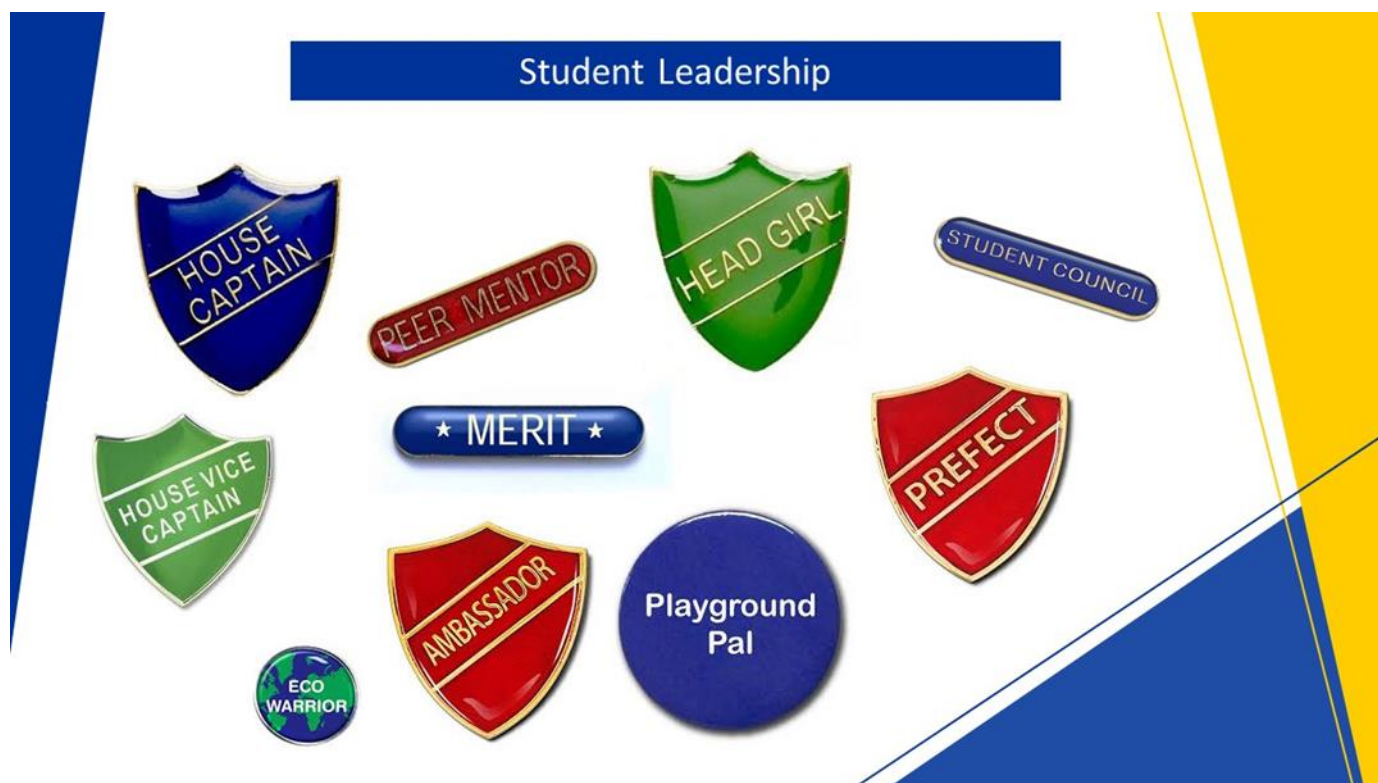 Student Leadership
HOUSE
CAPTAIN
PEER MENTOR
HEAD GIRL
STUDENT COUNCIL
HOUSE VICE
CAPTAIN
★ MERIT ★
PREFECT
AMBASSADOR
Playground
Pal
ECO
WARRIOR